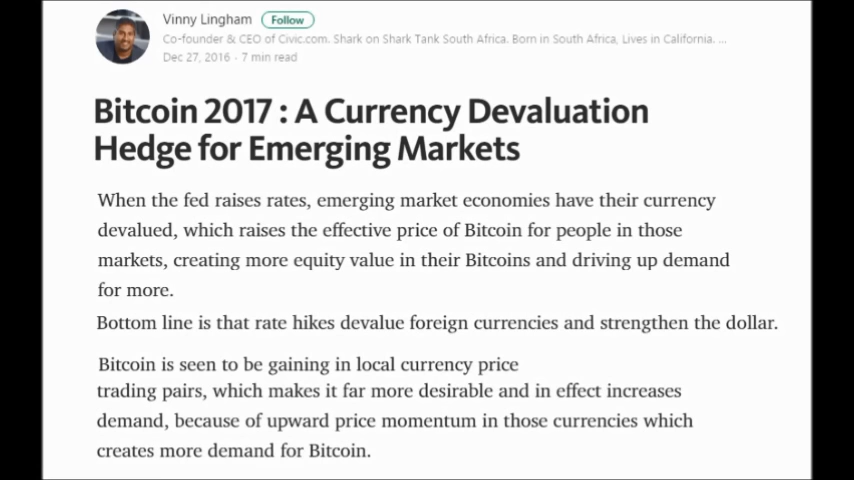 Vinny Lingham Follow
Co-founder & CEO of Civic.com. Shark on Shark Tank South Africa. Born in South Africa, Lives in California. ...
Dec 27, 2016 · 7 min read
Bitcoin 2017 : A Currency Devaluation
Hedge for Emerging Markets
When the fed raises rates, emerging market economies have their currency
devalued, which raises the effective price of Bitcoin for people in those
markets, creating more equity value in their Bitcoins and driving up demand
for more.
Bottom line is that rate hikes devalue foreign currencies and strengthen the dollar.
Bitcoin is seen to be gaining in local currency price
trading pairs, which makes it far more desirable and in effect increases
demand, because of upward price momentum in those currencies which
creates more demand for Bitcoin.